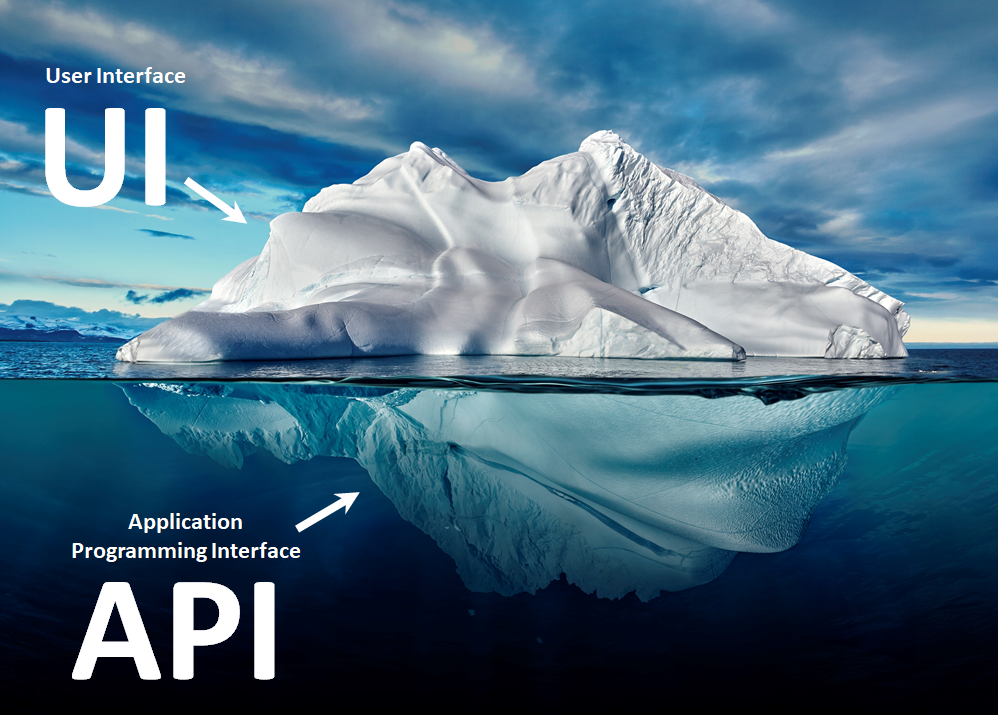 User Interface
UI
Application
Programming Interface
API